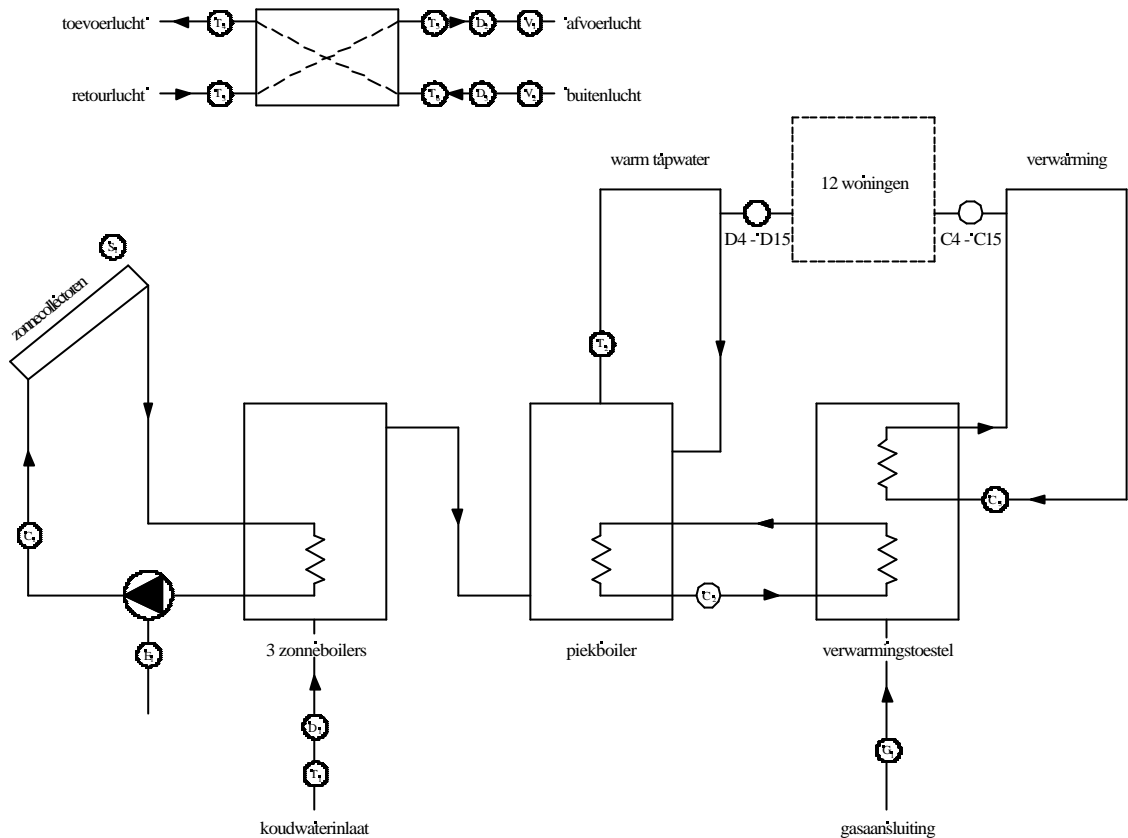 toevoerlucht
afvoerlucht
retourlucht
buitenlucht
warm tapwater
12 woningen
verwarming
D4 - D15
C4 - C15
zonnecollectoren
3 zonneboilers
piekboiler
verwarmingstoestel
koudwaterinlaat
gasaansluiting